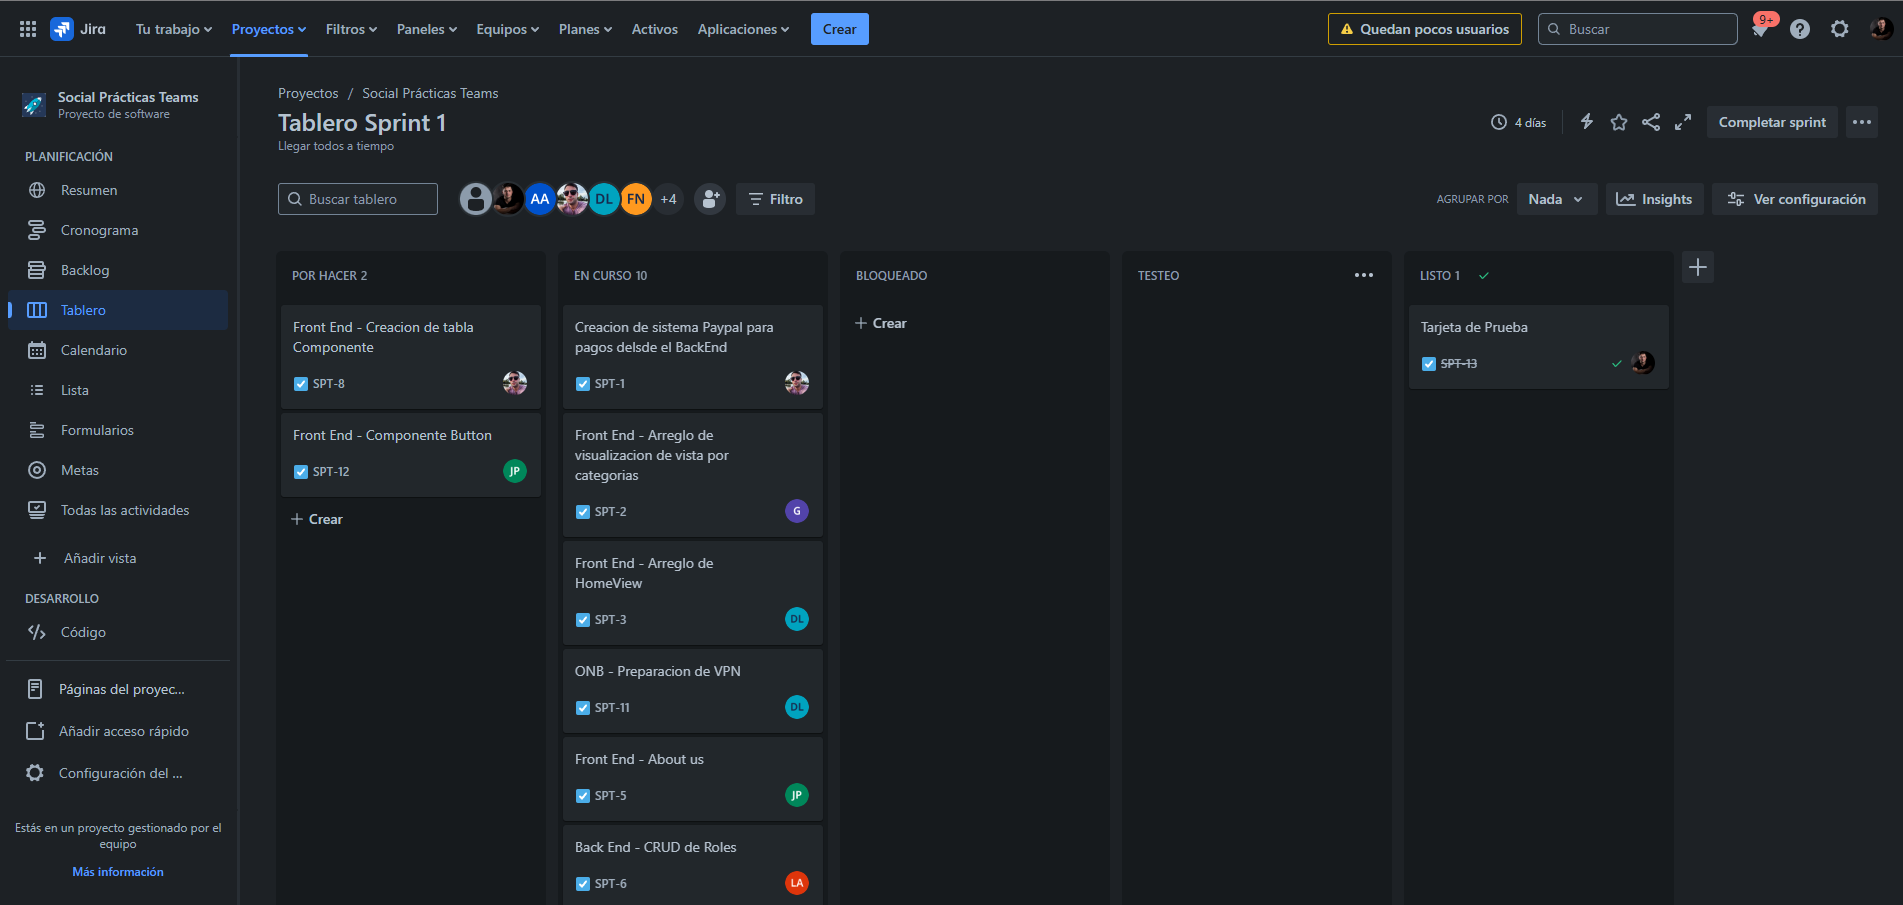 Jira
Tu trabajo
Proyectos
Filtros
Paneles
Equipos
Planes
Activos
Aplicaciones
Crear
Quedan pocos usuarios
Buscar
9+
Social Prácticas Teams
Proyecto de software
PLANIFICACIÓN
Resumen
Cronograma
Backlog
Tablero
Calendario
Lista
Formularios
Metas
Todas las actividades
Añadir vista
DESARROLLO
Código
Páginas del proyec...
Añadir acceso rápido
Configuración del ...
Estás en un proyecto gestionado por el
equipo
Más información
Proyectos / Social Prácticas Teams
Tablero Sprint 1
Llegar todos a tiempo
4 días
Completar sprint
Buscar tablero
AA
DL
FN
+4
Filtro
AGRUPAR POR
Nada
Insights
Ver configuración
POR HACER 2
Front End - Creacion de tabla
Componente
SPT-8
Front End - Componente Button
SPT-12
JP
Crear
EN CURSO 10
Creacion de sistema Paypal para
pagos delsde el BackEnd
SPT-1
Front End - Arreglo de
visualizacion de vista por
categorias
SPT-2
G
Front End - Arreglo de
HomeView
SPT-3
DL
ONB - Preparacion de VPN
SPT-11
DL
Front End - About us
SPT-5
JP
Back End - CRUD de Roles
SPT-6
LA
BLOQUEADO
Crear
TESTEO
LISTO 1
Tarjeta de Prueba
SPT-13